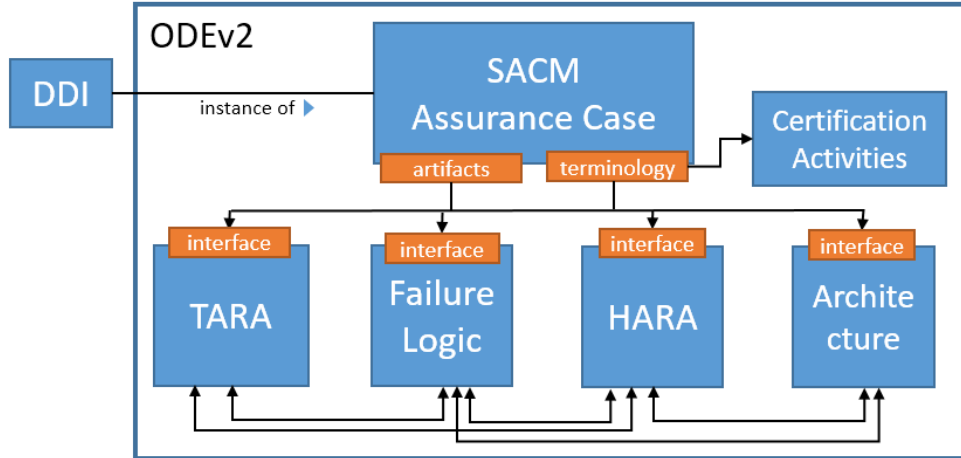 ODEv2
DDI
instance of
SACM
Assurance Case
artifacts
terminology
Certification
Activities
interface
TARA
interface
Failure
Logic
interface
HARA
interface
Archite
cture